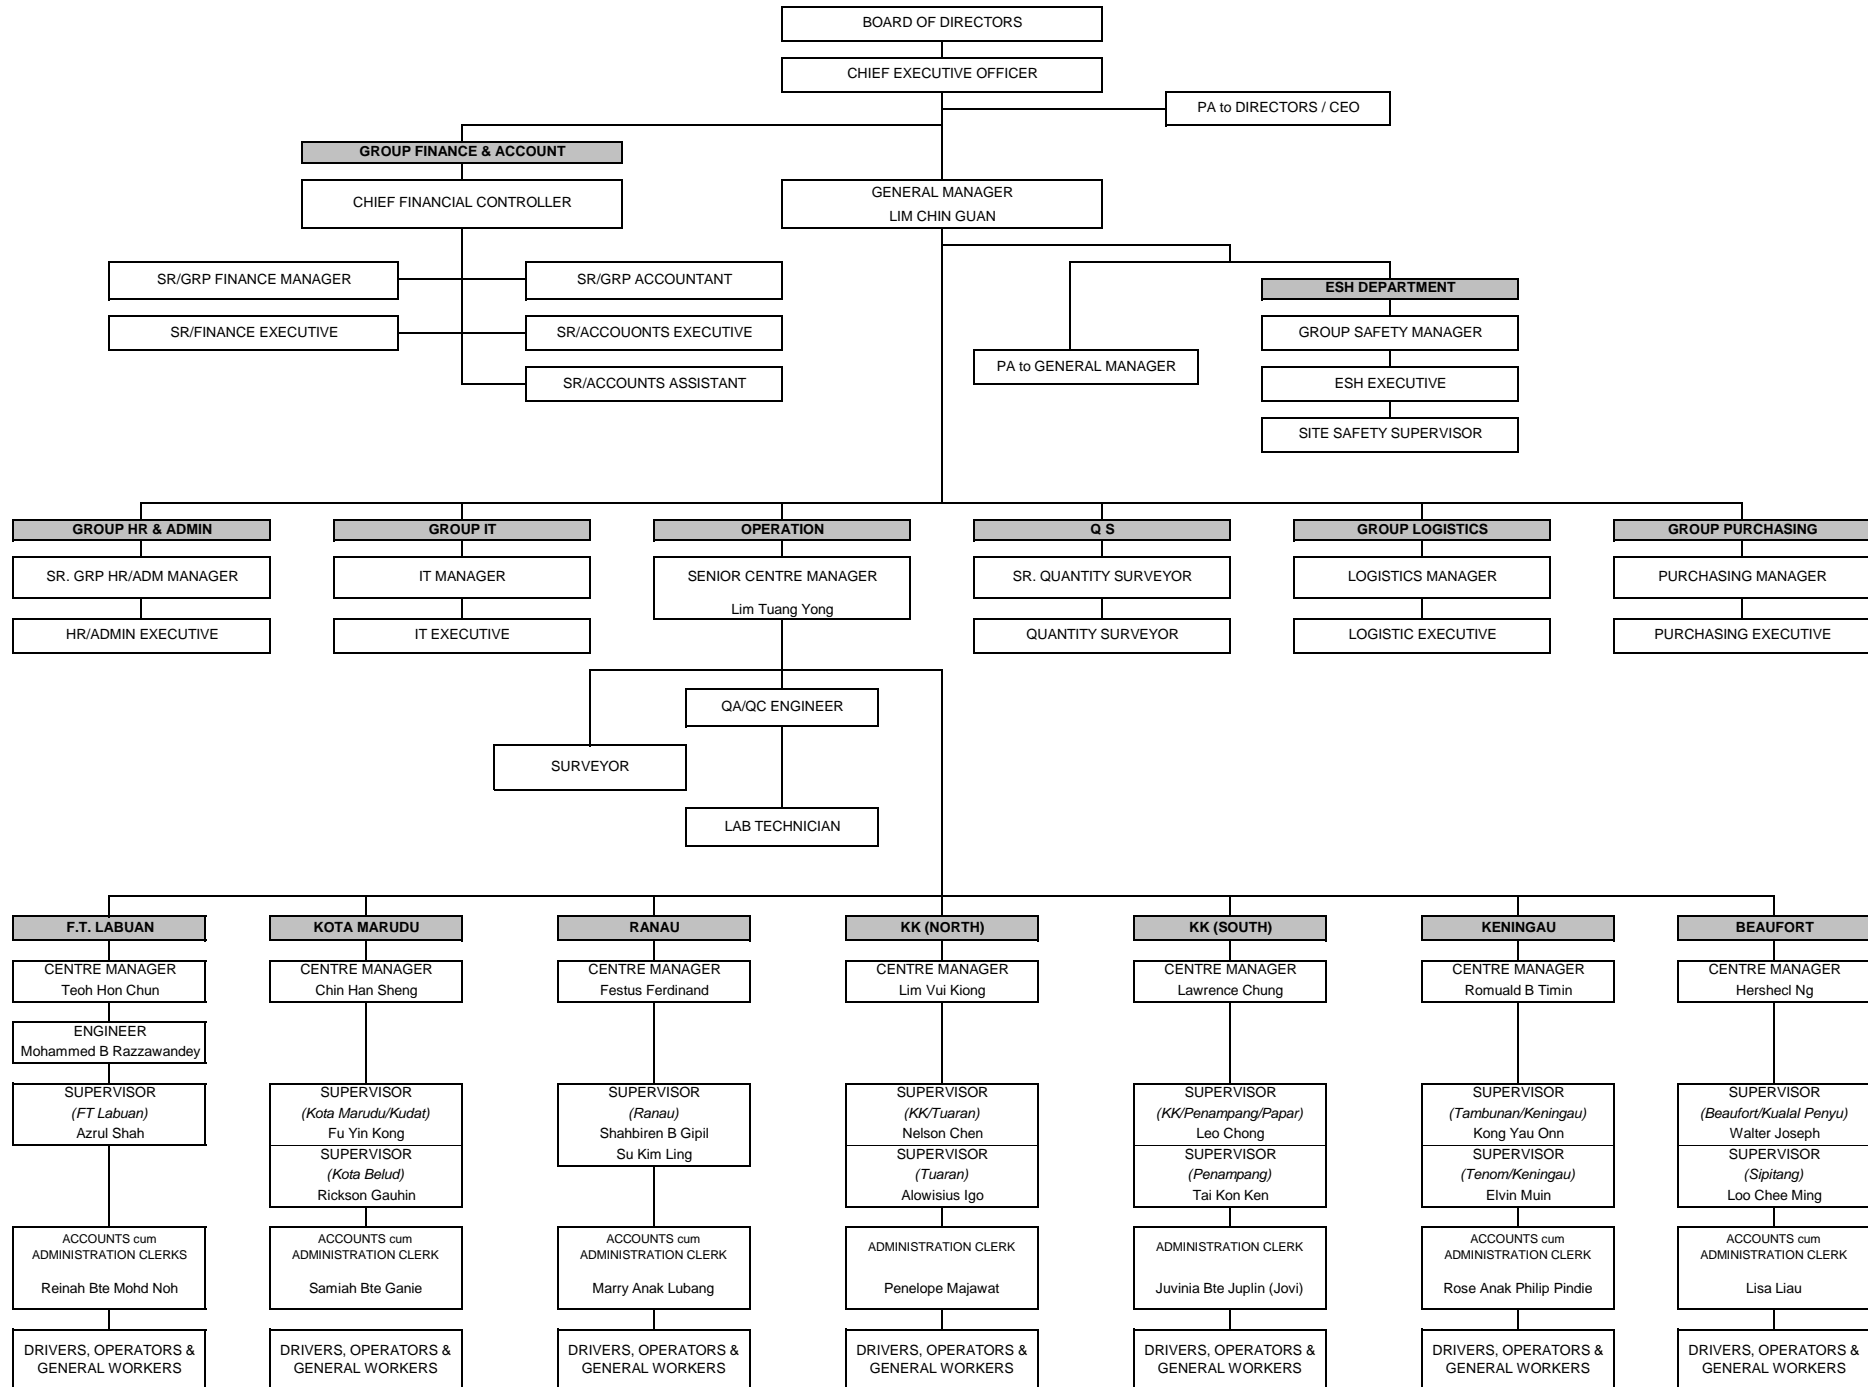 BOARD OF DIRECTORS
CHIEF EXECUTIVE OFFICER
PA to DIRECTORS / CEO
GROUP FINANCE & ACCOUNT
CHIEF FINANCIAL CONTROLLER
GENERAL MANAGER
LIM CHIN GUAN
SR/GRP FINANCE MANAGER
SR/GRP ACCOUNTANT
SR/FINANCE EXECUTIVE
SR/ACCOUONTS EXECUTIVE
SR/ACCOUNTS ASSISTANT
PA to GENERAL MANAGER
ESH DEPARTMENT
GROUP SAFETY MANAGER
ESH EXECUTIVE
SITE SAFETY SUPERVISOR
GROUP HR & ADMIN
SR. GRP HR/ADM MANAGER
HR/ADMIN EXECUTIVE
GROUP IT
IT MANAGER
IT EXECUTIVE
OPERATION
SENIOR CENTRE MANAGER
Lim Tuang Yong
Q S
SR. QUANTITY SURVEYOR
QUANTITY SURVEYOR
GROUP LOGISTICS
LOGISTICS MANAGER
LOGISTIC EXECUTIVE
GROUP PURCHASING
PURCHASING MANAGER
PURCHASING EXECUTIVE
QA/QC ENGINEER
SURVEYOR
LAB TECHNICIAN
F.T. LABUAN
CENTRE MANAGER
Teoh Hon Chun
ENGINEER
Mohammed B Razzawandey
SUPERVISOR
(FT Labuan)
Azrul Shah
ACCOUNTS cum
ADMINISTRATION CLERKS
Reinah Bte Mohd Noh
DRIVERS, OPERATORS &
GENERAL WORKERS
KOTA MARUDU
CENTRE MANAGER
Chin Han Sheng
SUPERVISOR
(Kota Marudu/Kudat)
Fu Yin Kong
SUPERVISOR
(Kota Belud)
Rickson Gauhin
ACCOUNTS cum
ADMINISTRATION CLERK
Samiah Bte Ganie
DRIVERS, OPERATORS &
GENERAL WORKERS
RANAU
CENTRE MANAGER
Festus Ferdinand
SUPERVISOR
(Ranau)
Shahbiren B Gipil
Su Kim Ling
ACCOUNTS cum
ADMINISTRATION CLERK
Marry Anak Lubang
DRIVERS, OPERATORS &
GENERAL WORKERS
KK (NORTH)
CENTRE MANAGER
Lim Vui Kiong
SUPERVISOR
(KK/Tuaran)
Nelson Chen
SUPERVISOR
(Tuaran)
Alowisius Igo
ADMINISTRATION CLERK
Penelope Majawat
DRIVERS, OPERATORS &
GENERAL WORKERS
KK (SOUTH)
CENTRE MANAGER
Lawrence Chung
SUPERVISOR
(KK/Penampang/Papar)
Leo Chong
SUPERVISOR
(Penampang)
Tai Kon Ken
ADMINISTRATION CLERK
Juvinia Bte Juplin (Jovi)
DRIVERS, OPERATORS &
GENERAL WORKERS
KENINGAU
CENTRE MANAGER
Romuald B Timin
SUPERVISOR
(Tambunan/Keningau)
Kong Yau Onn
SUPERVISOR
(Tenom/Keningau)
Elvin Muin
ACCOUNTS cum
ADMINISTRATION CLERK
Rose Anak Philip Pindie
DRIVERS, OPERATORS &
GENERAL WORKERS
BEAUFORT
CENTRE MANAGER
Hershecl Ng
SUPERVISOR
(Beaufort/Kualal Penyu)
Walter Joseph
SUPERVISOR
(Sipitang)
Loo Chee Ming
ACCOUNTS cum
ADMINISTRATION CLERK
Lisa Liau
DRIVERS, OPERATORS &
GENERAL WORKERS